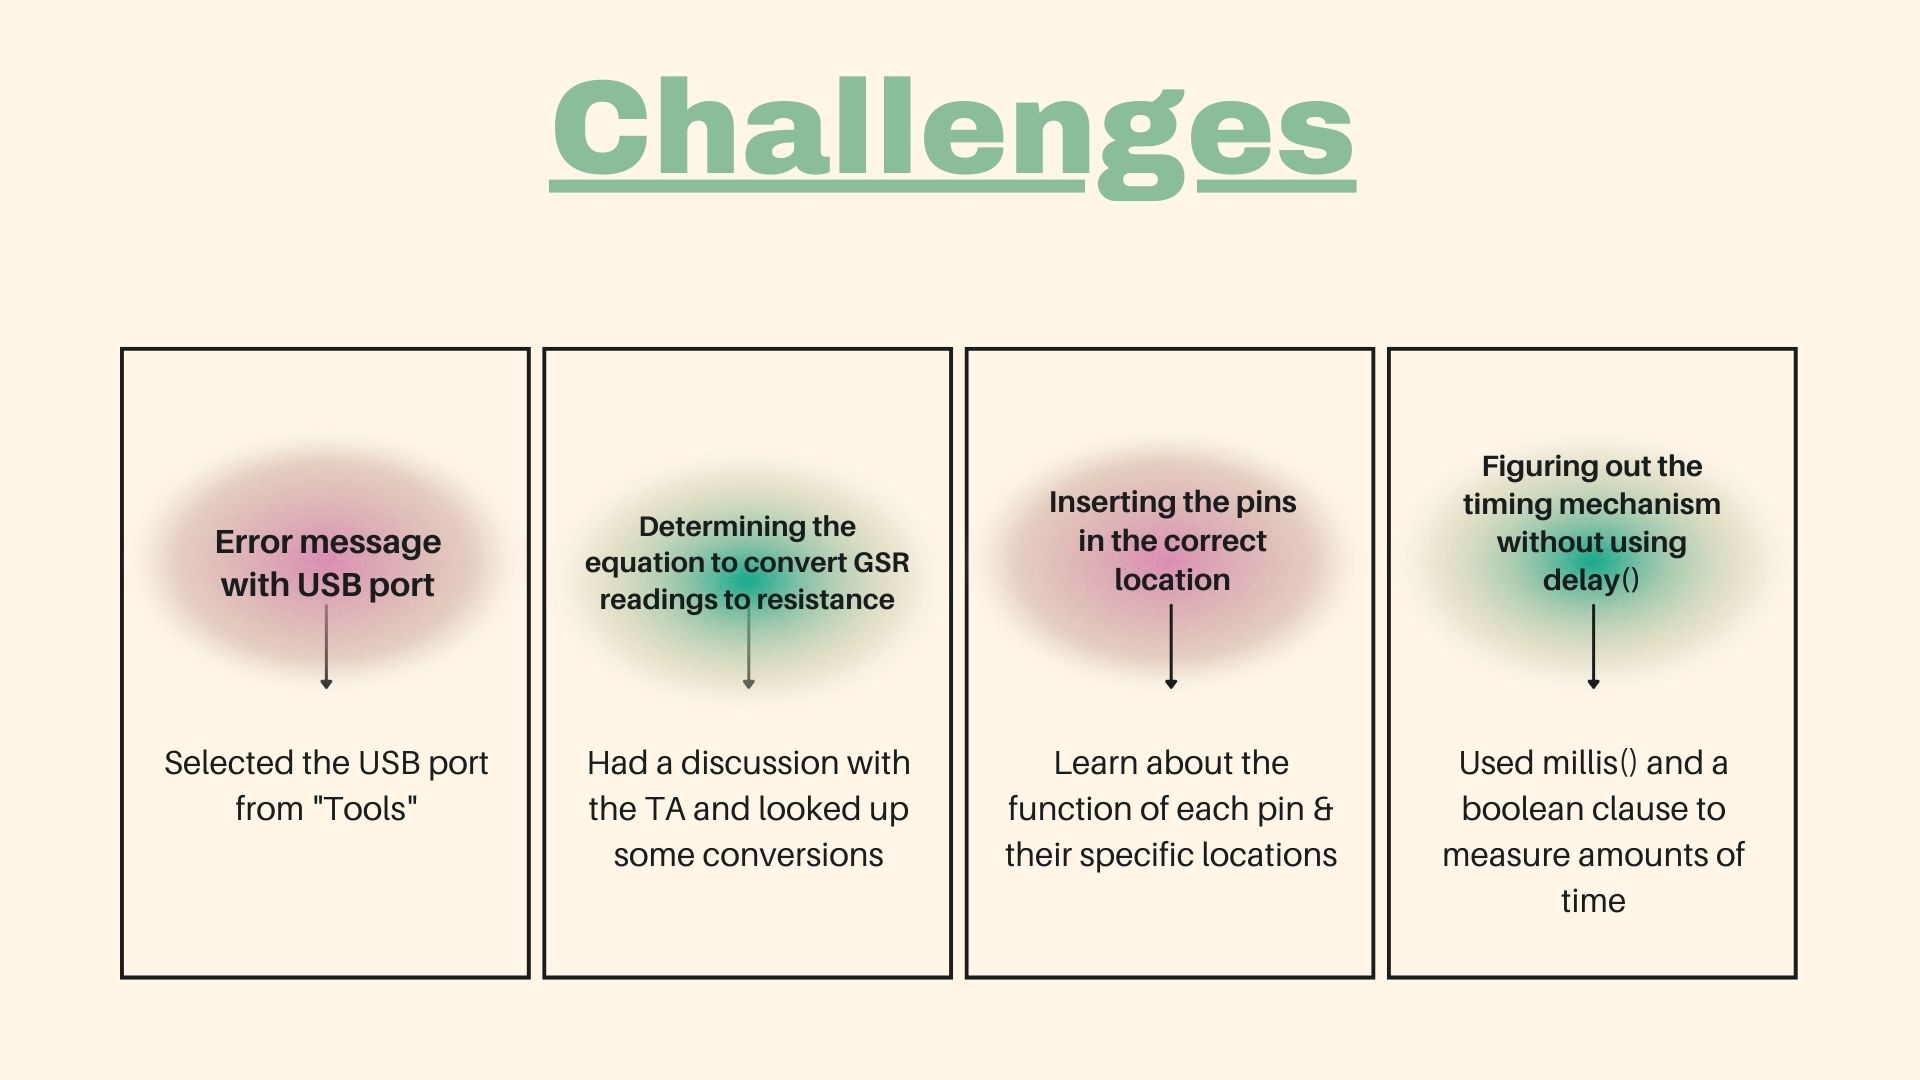 Challenges
Error message
with USB port
Selected the USB port
from "Tools"
Determining the
equation to convert GSR
readings to resistance
Had a discussion with
the TA and looked up
some conversions
Inserting the pins
in the correct
location
Learn about the
function of each pin &
their specific locations
Figuring out the
timing mechanism
without using
delay()
Used millis() and a
boolean clause to
measure amounts of
time